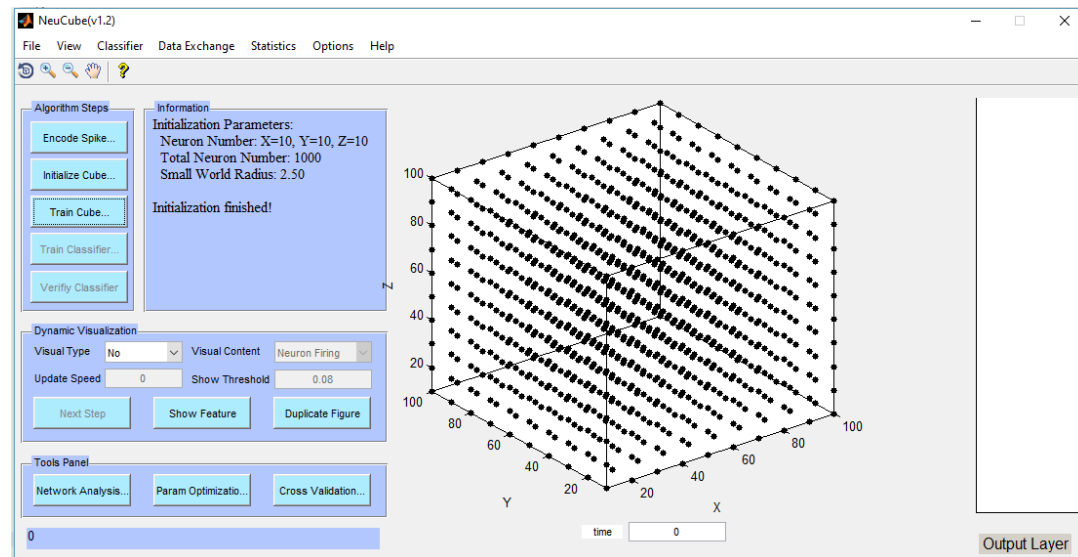 NeuCube(v1.2)
File View Classifier Data Exchange Statistics Options Help
Algorithm Steps
Encode Spike...
Initialize Cube...
Train Cube...
Train Classifier...
Verifiy Classifier
Information
Initialization Parameters:
Neuron Number: X=10, Y=10, Z=10
Total Neuron Number: 1000
Small World Radius: 2.50
Initialization finished!
Dynamic Visualization
Visual Type No Visual Content Neuron Firing
Update Speed 0 Show Threshold 0.08
Next Step Show Feature Duplicate Figure
Tools Panel
Network Analysis... Param Optimizatio... Cross Validation...
0
100
80
60
40
20
Z
100
80
60
40
20
Y
20
40
60
80
100
X
time 0
Output Layer